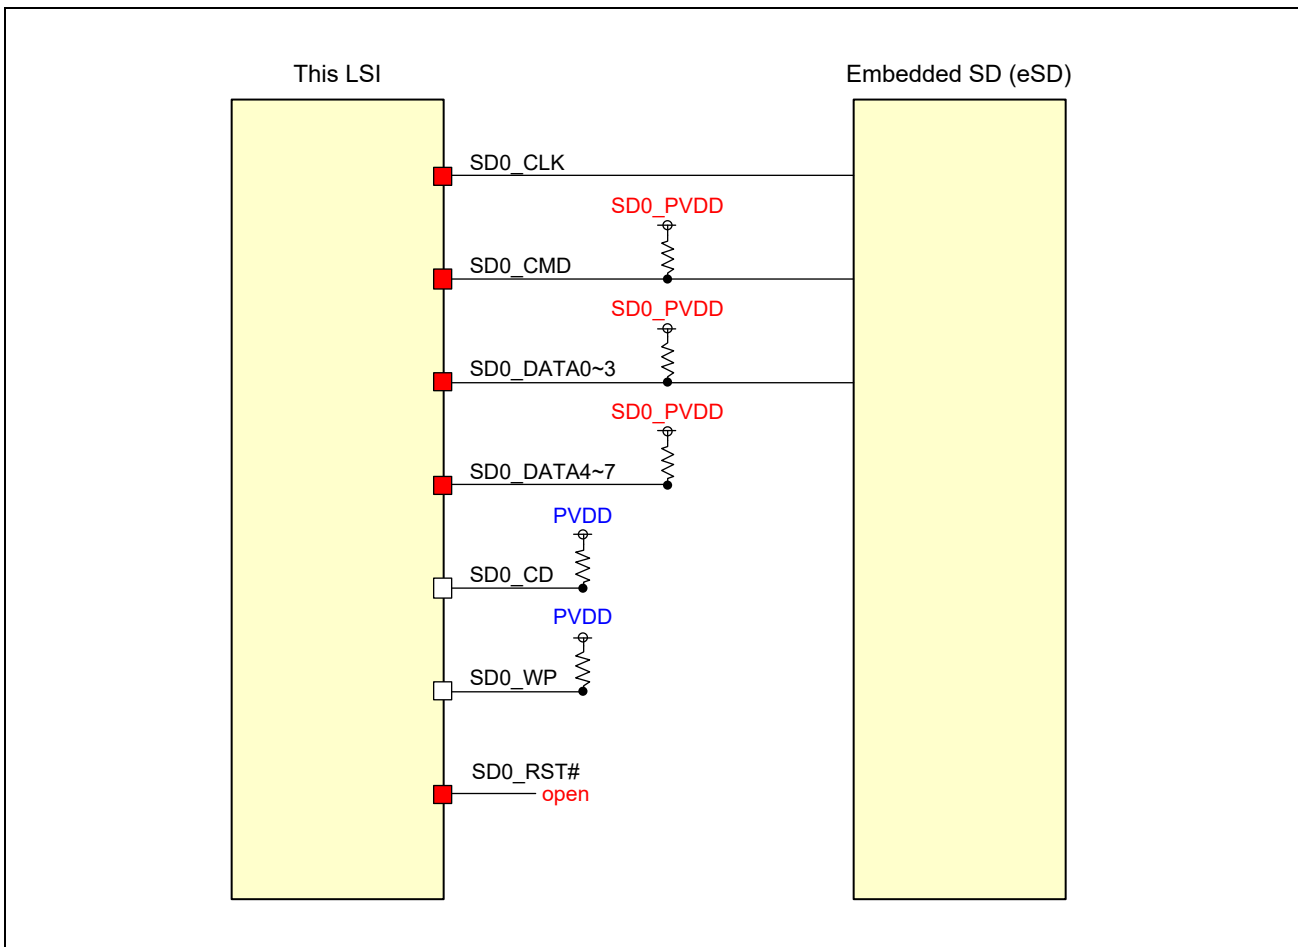 This LSI
Embedded SD (eSD)
SD0_CLK
SD0_PVDD
SD0_CMD
SD0_PVDD
SD0_DATA0~3
SD0_PVDD
SD0_DATA4~7
PVDD
SD0_CD
PVDD
SD0_WP
SD0_RST#
open